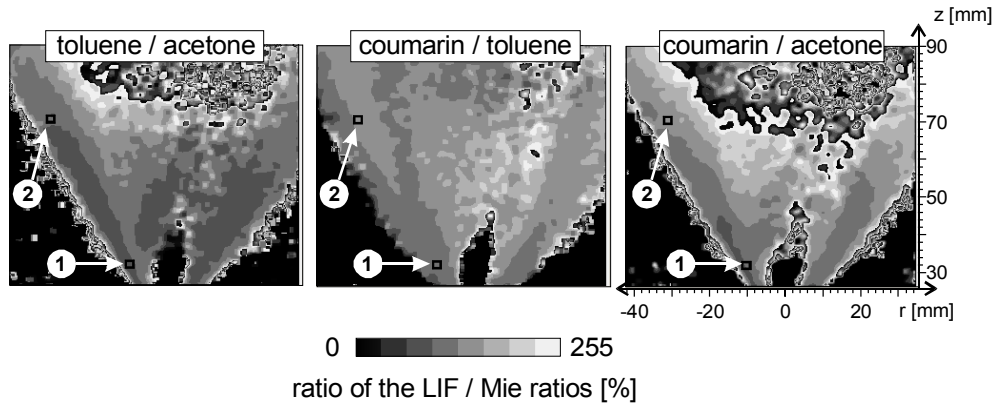 z [mm]
toluene / acetone
coumarin / toluene
coumarin / acetone
90
70
50
30
2
2
2
1
1
1
-40 -20 0 20 r [mm]
0 255
ratio of the LIF / Mie ratios [%]